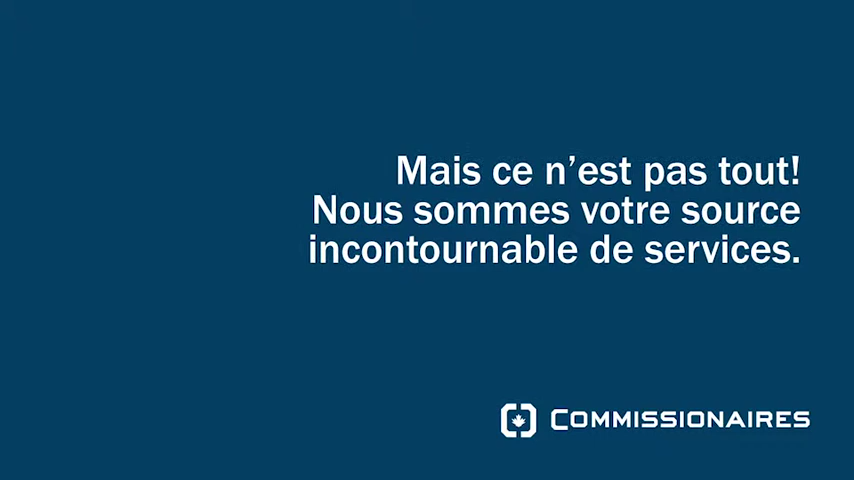 Mais ce n’est pas tout!
Nous sommes votre source
incontournable de services.
COMMISSIONAIRES